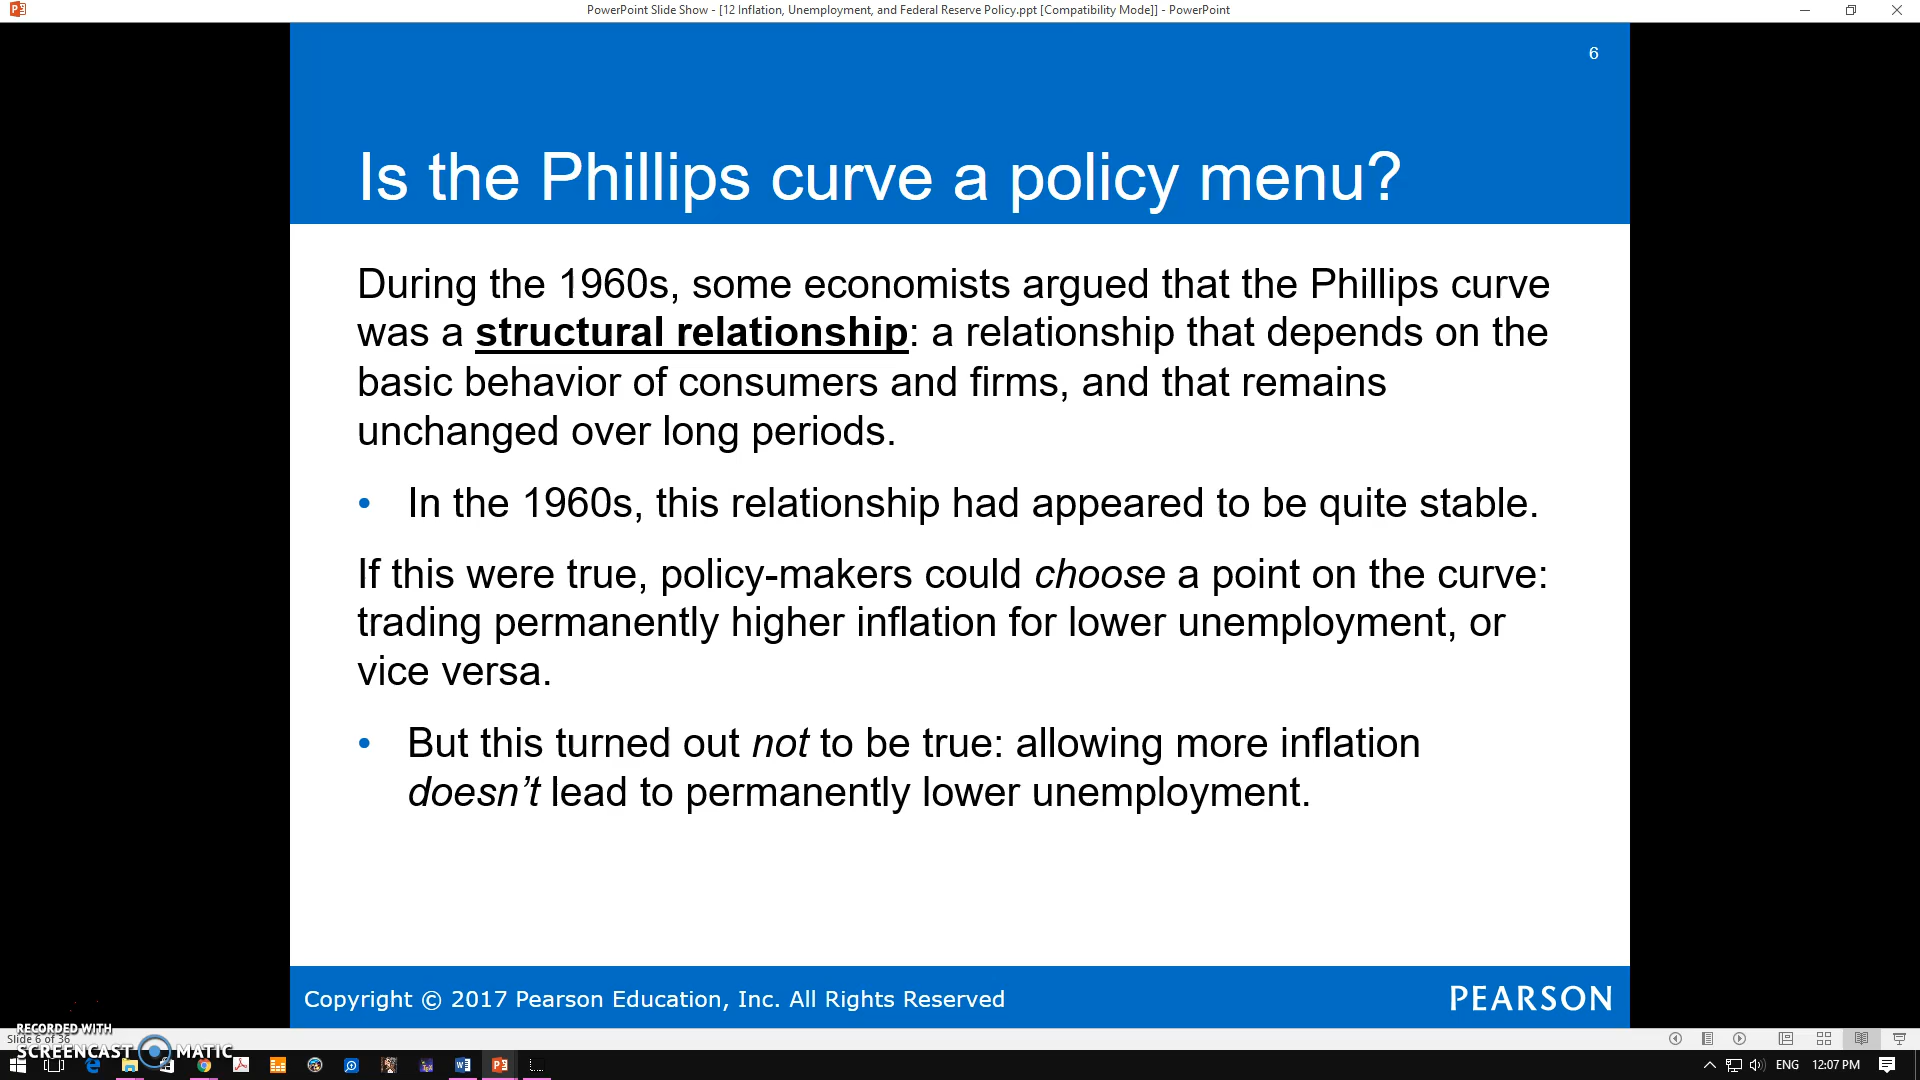 PowerPoint Slide Show - [12 Inflation, Unemployment, and Federal Reserve Policy.ppt [Compatibility Mode]] - PowerPoint
6
Is the Phillips curve a policy menu?
During the 1960s, some economists argued that the Phillips curve
was a structural relationship: a relationship that depends on the
basic behavior of consumers and firms, and that remains
unchanged over long periods.
• In the 1960s, this relationship had appeared to be quite stable.
If this were true, policy-makers could choose a point on the curve:
trading permanently higher inflation for lower unemployment, or
vice versa.
• But this turned out not to be true: allowing more inflation
doesn’t lead to permanently lower unemployment.
Copyright © 2017 Pearson Education, Inc. All Rights Reserved
PEARSON
RECORDED WITH
Slide 6 of 36
SCREENCAST MATIC
ENG
12:07 PM